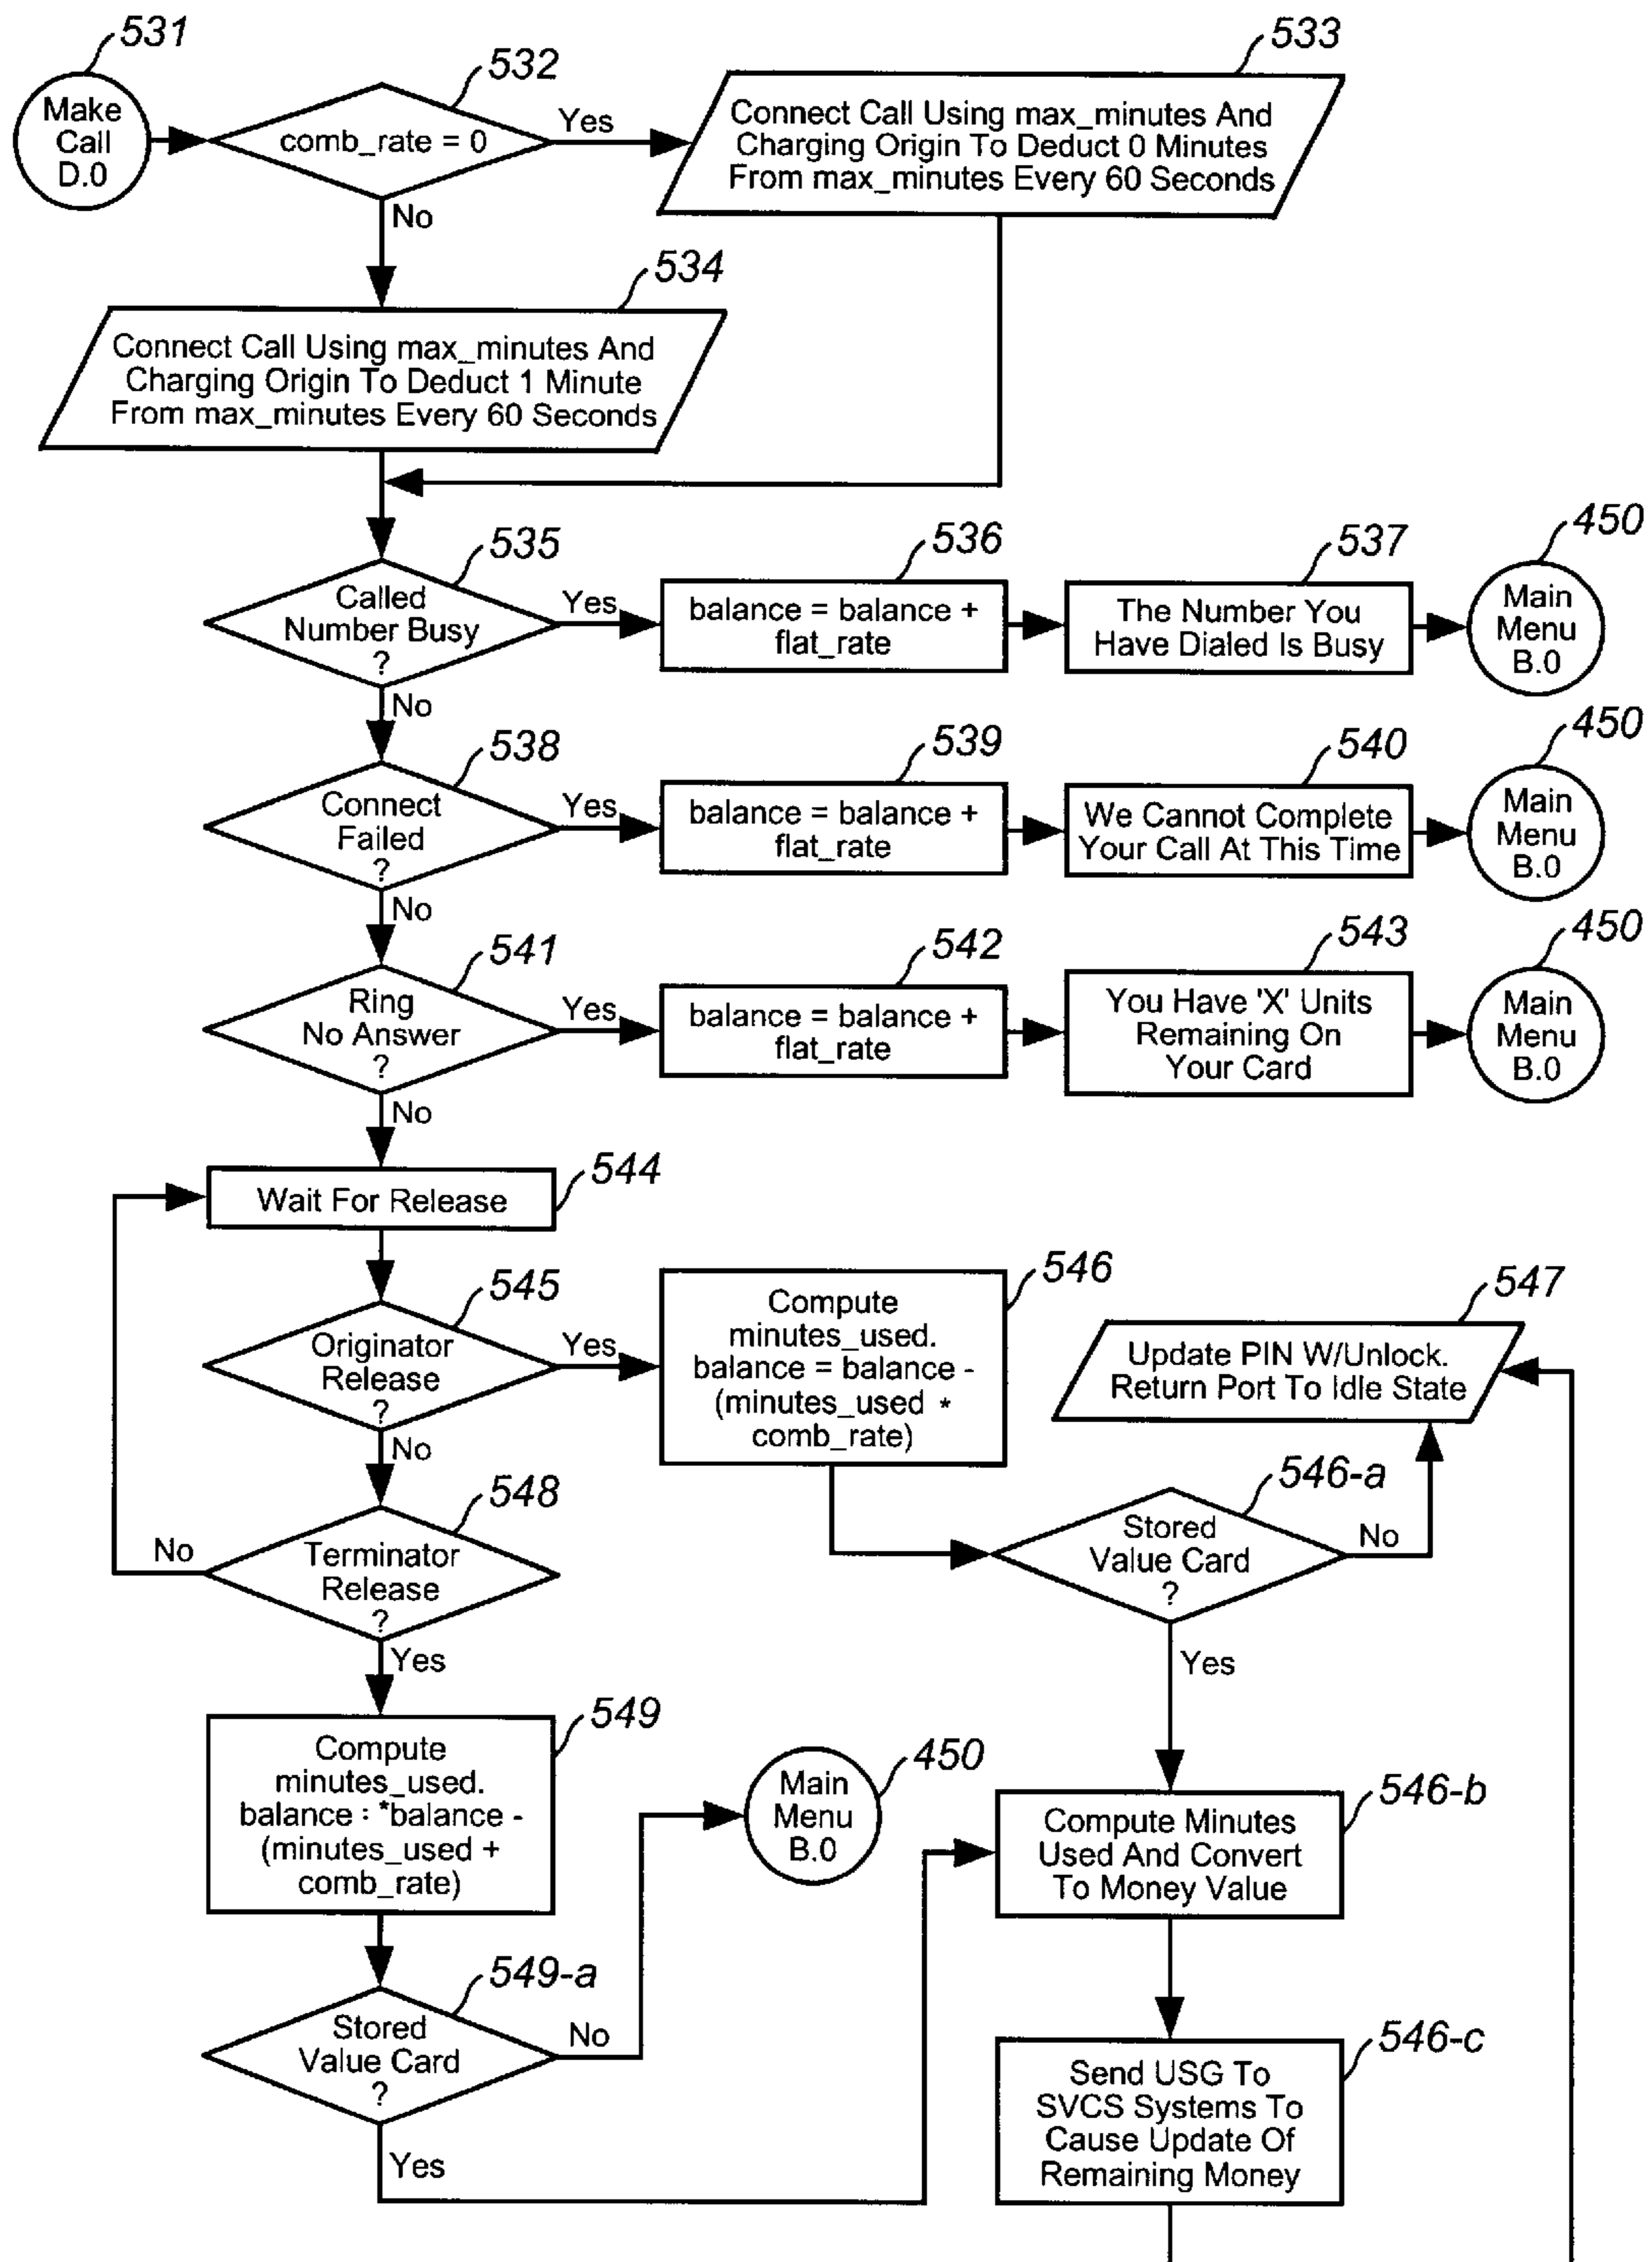 531
Make
Call
D.0
532
comb_rate = 0
Yes
No
533
Connect Call Using max_minutes And
Charging Origin To Deduct 0 Minutes
From max_minutes Every 60 Seconds
534
Connect Call Using max_minutes And
Charging Origin To Deduct 1 Minute
From max_minutes Every 60 Seconds
535
Called
Number Busy
?
Yes
No
536
balance = balance +
flat_rate
537
The Number You
Have Dialed Is Busy
450
Main
Menu
B.0
538
Connect
Failed
?
Yes
No
539
balance = balance +
flat_rate
540
We Cannot Complete
Your Call At This Time
450
Main
Menu
B.0
541
Ring
No Answer
?
Yes
No
542
balance = balance +
flat_rate
543
You Have 'X' Units
Remaining On
Your Card
450
Main
Menu
B.0
544
Wait For Release
545
Originator
Release
?
Yes
No
546
Compute
minutes_used.
balance = balance -
(minutes_used *
comb_rate)
547
Update PIN W/Unlock.
Return Port To Idle State
546-a
Stored
Value Card
?
No
Yes
548
Terminator
Release
?
No
Yes
549
Compute
minutes_used.
balance : *balance -
(minutes_used +
comb_rate)
450
Main
Menu
B.0
546-b
Compute Minutes
Used And Convert
To Money Value
549-a
Stored
Value Card
?
No
Yes
546-c
Send USG To
SVCS Systems To
Cause Update Of
Remaining Money